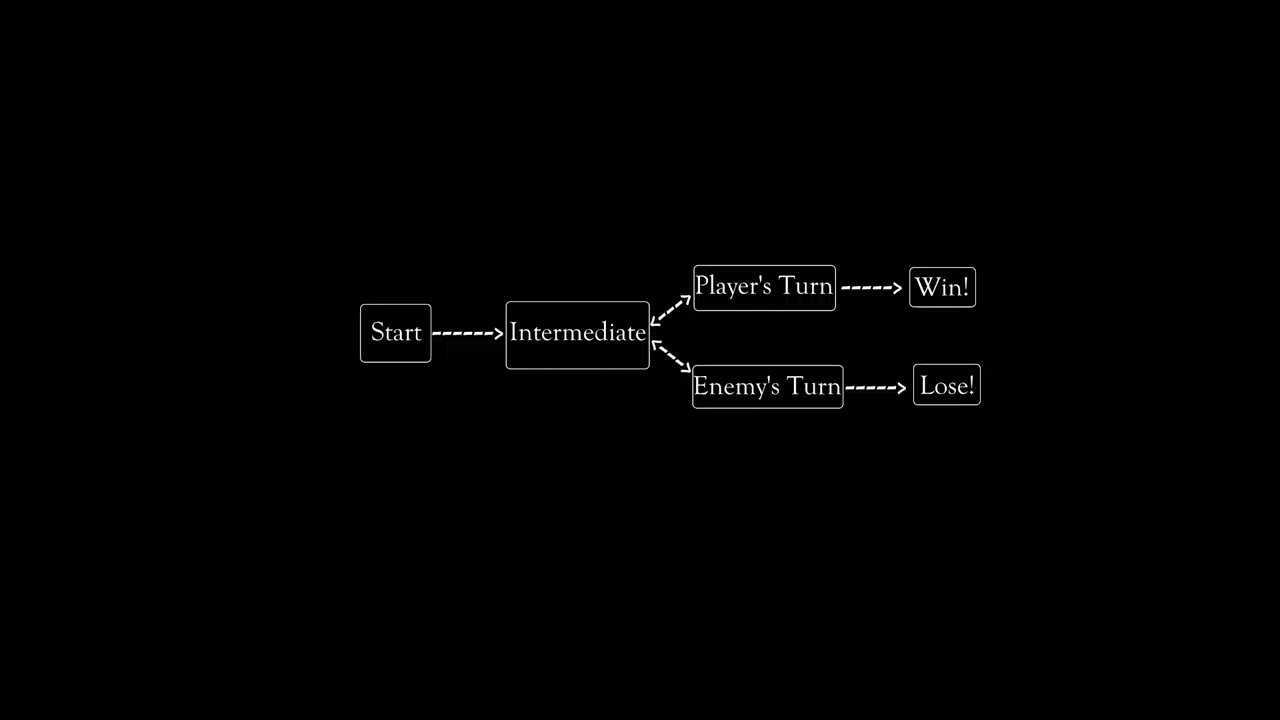 Start
Intermediate
Player's Turn
Win!
Enemy's Turn
Lose!